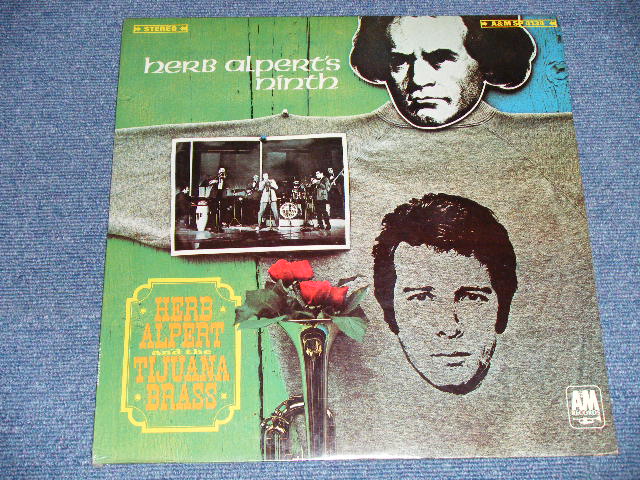 STEREO
A&M SP 4134
herb alpert's
ninth
HERB
ALPERT
and the
TIJUANA
BRASS
A&M
RECORDS